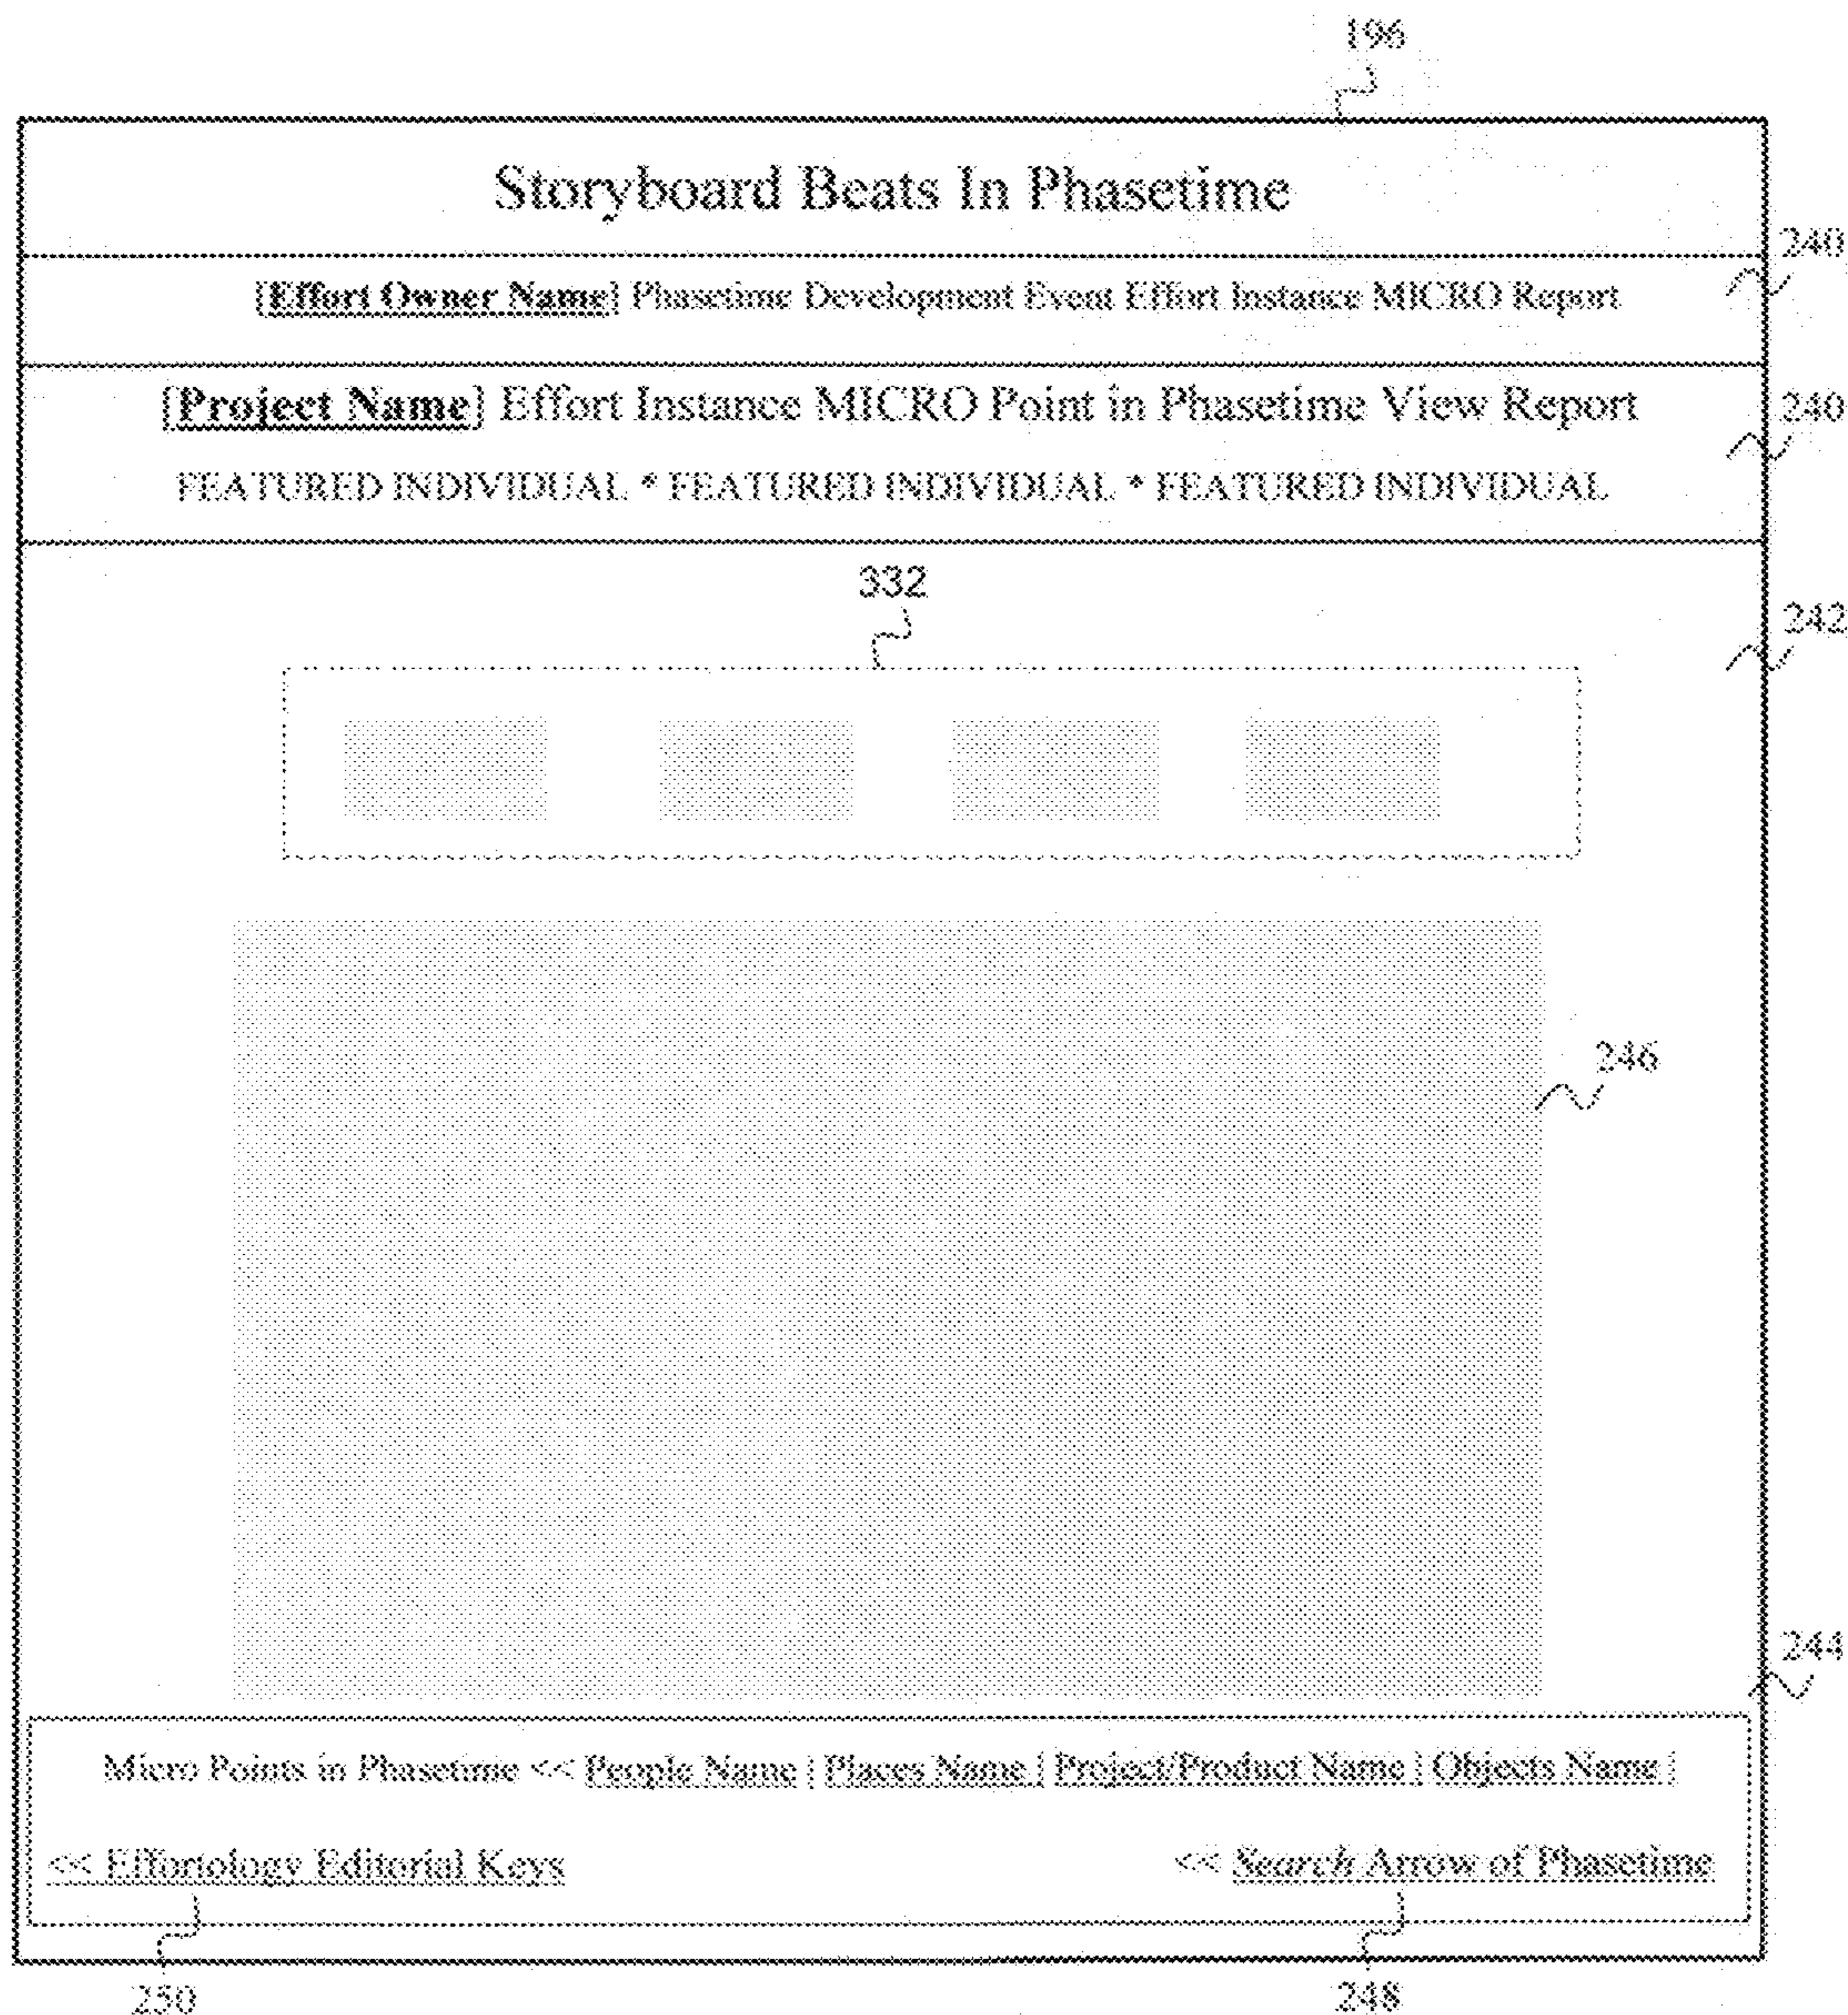 196
Storyboard Beats In Phasetime
240
[Effort Owner Name] Phasetime Development Event Effort Instance MICRO Report
[Project Name] Effort Instance MICRO Point in Phasetime View Report
240
FEATURED INDIVIDUAL * FEATURED INDIVIDUAL * FEATURED INDIVIDUAL
332
242
246
244
Micro Points in Phasetime << People Name | Places Name | Project/Product Name | Objects Name |
<< Effortology Editorial Keys << Search Arrow of Phasetime
250 248